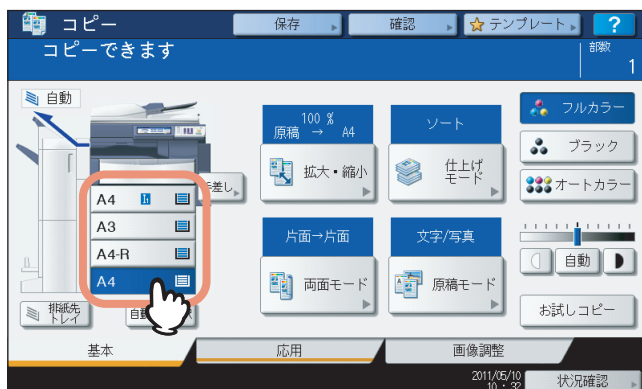 コピー
保存
確認
テンプレート
?
コピーできます
部数
1
自動
100 %
原稿 → A4
ソート
フルカラー
拡大・縮小
仕上げ
モード
ブラック
オートカラー
A4
A3
A4-R
A4
片面→片面
文字/写真
両面モード
原稿モード
自動
排紙先
トレイ
お試しコピー
基本
応用
画像調整
2011/05/10
10:32
状況確認